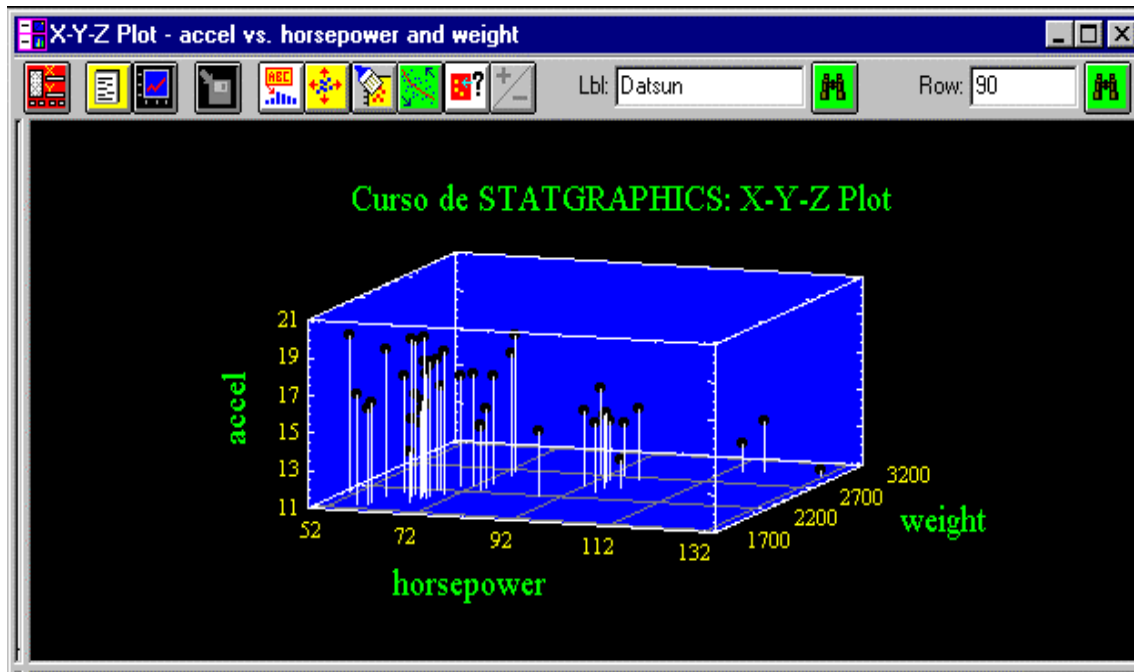 X-Y-Z Plot - accel vs. horsepower and weight
ABC
?
Lbl: Datsun
Row: 90
Curso de STATGRAPHICS: X-Y-Z Plot
21
19
17
15
13
11
accel
52
72
92
112
132
horsepower
1700
2200
2700
3200
weight